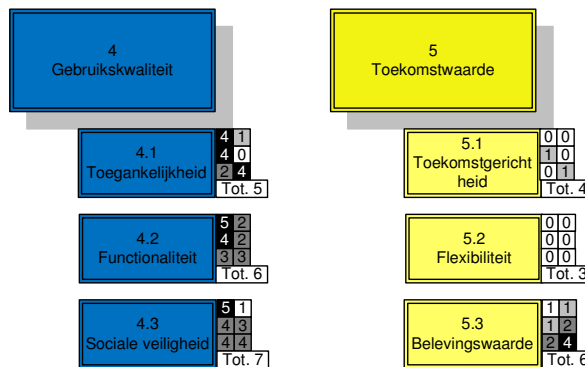 4
Gebruikskwaliteit
5
Toekomstwaarde
4.1
Toegankelijkheid
4 1
4 0
2 4
Tot. 5
5.1
Toekomstgericht
heid
0 0
1 0
0 1
Tot. 4
4.2
Functionaliteit
5 2
4 2
3 3
Tot. 6
5.2
Flexibiliteit
0 0
0 0
0 0
Tot. 3
4.3
Sociale veiligheid
5 1
4 3
4 4
Tot. 7
5.3
Belevingswaarde
1 1
1 2
2 4
Tot. 6